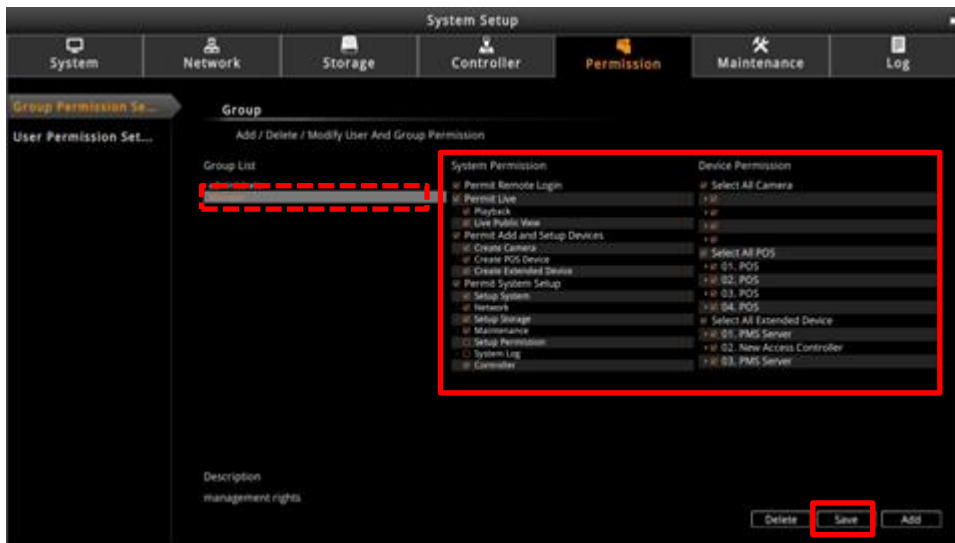 System Setup
System Network Storage Controller Permission Maintenance Log
Group Permission Se...
User Permission Set...
Group
Add / Delete / Modify User And Group Permission
Group List
System Permission
Permit Remote Login
Permit Live
Playback
Live Public View
Permit Add and Setup Devices
Create Camera
Create POS Device
Create Extended Device
Permit System Setup
Setup System
Network
Setup Storage
Maintenance
Setup Permission
System Log
Controller
Device Permission
Select All Camera
Select All POS
01. POS
02. POS
03. POS
04. POS
Select All Extended Device
01. PMS Server
02. New Access Controller
03. PMS Server
Description
management rights
Delete Save Add